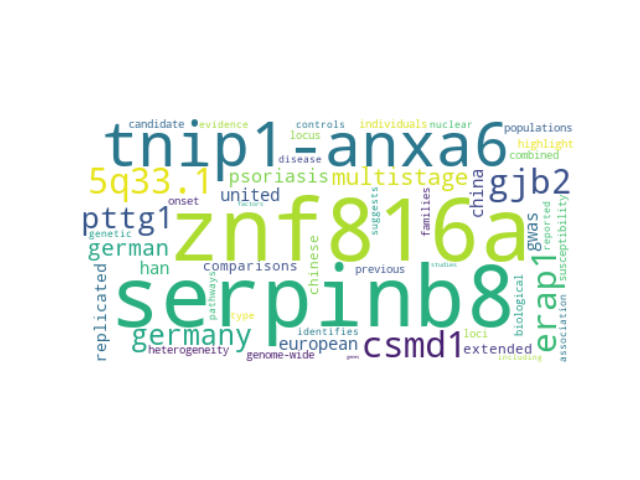 candidate evidence controls individuals nuclear populations
tnip1-anxa6 locus highlight
disease combined
5q33.1 psoriasis multistage china gjb2
onset united suggests families factors
pttg1 znf816a gwas reported susceptibility
genetic german
han comparisons chinese previous studies erap1
replicated pathways serpinb8 biological association
type identifies loci
germany european csmd1 extended
heterogeneity genome-wide genes including